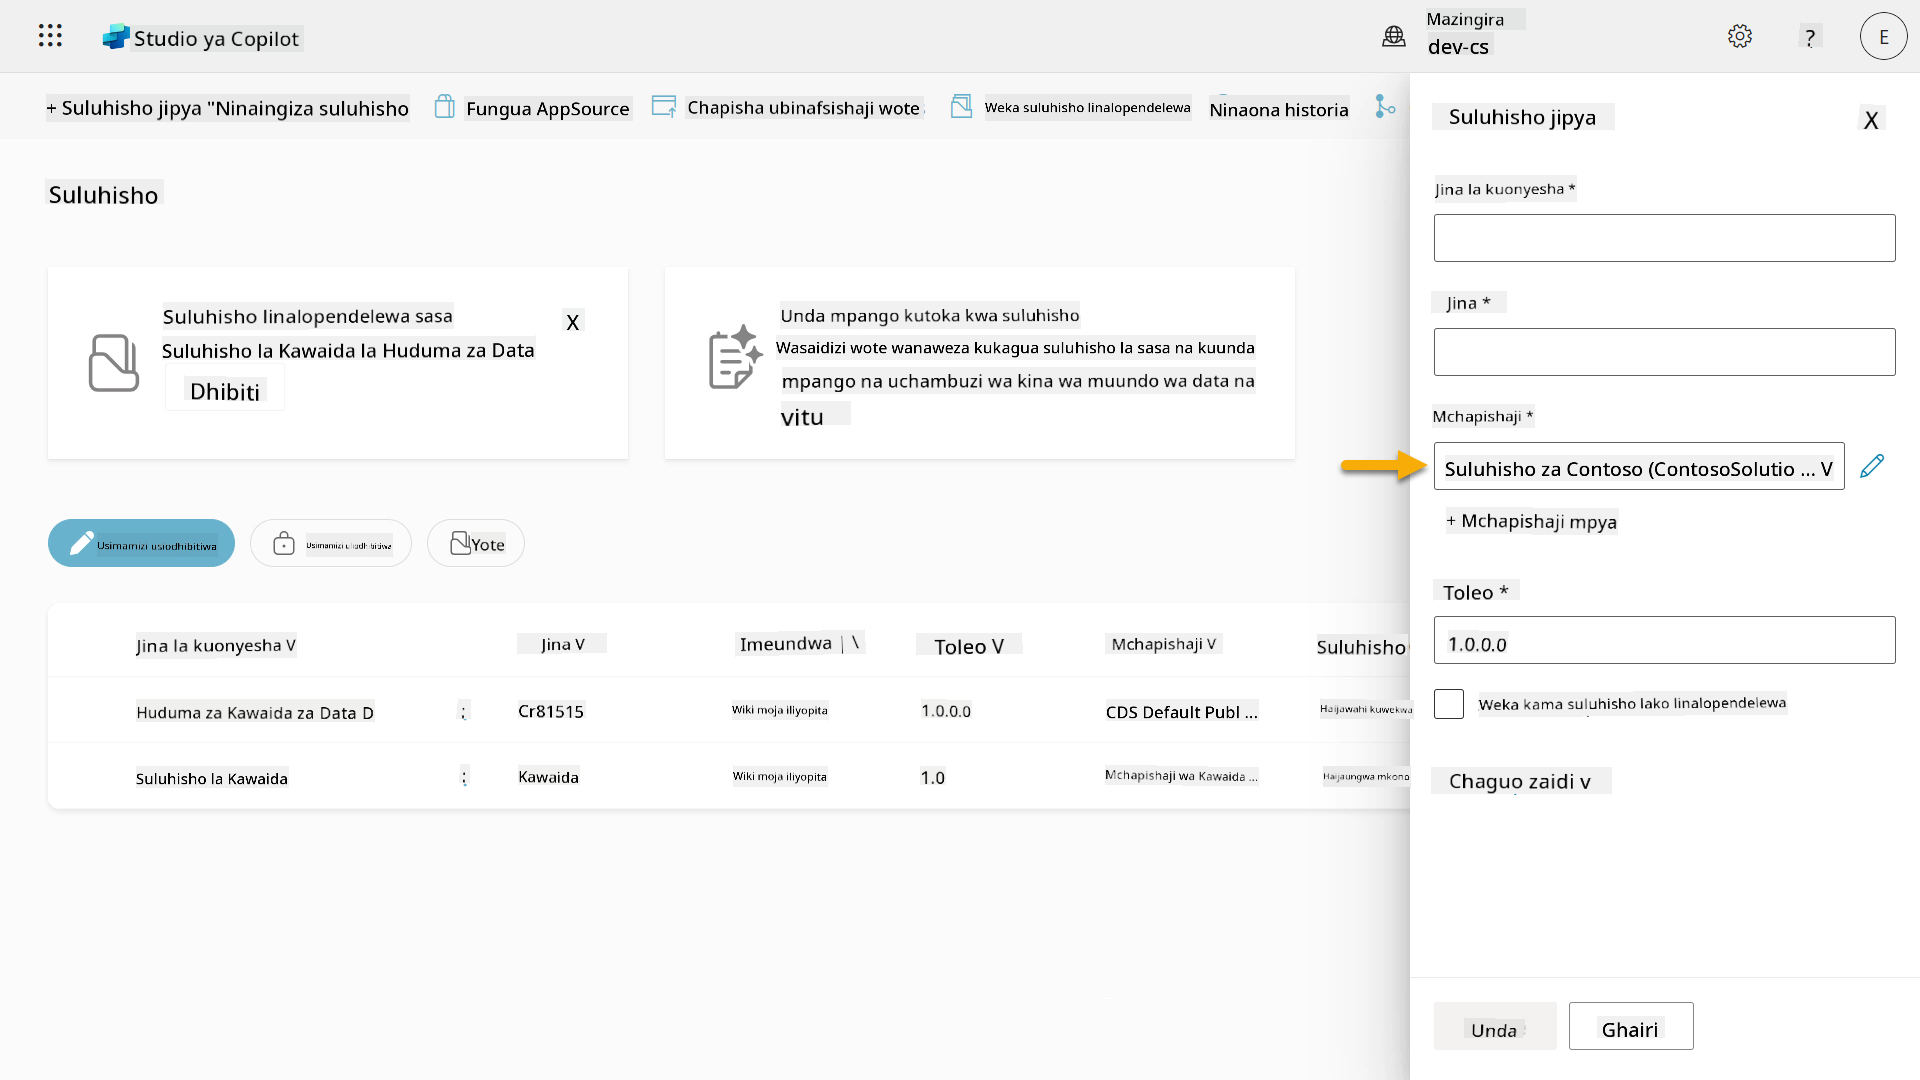 Studio ya Copilot
Mazingira
dev-cs
?
E
+ Suluhisho jipya "Ninaingiza suluhisho
Fungua AppSource
Chapisha ubinafsishaji wote
Weka suluhisho linalopendelewa
Ninaona historia
Suluhisho
Suluhisho linalopendelewa sasa
X
Suluhisho la Kawaida la Huduma za Data
Dhibiti
Unda mpango kutoka kwa suluhisho
Wasaidizi wote wanaweza kukagua suluhisho la sasa na kuunda
mpango na uchambuzi wa kina wa muundo wa data na
vitu
Usimamizi usiodhibitiwa
Usimamizi uliodhibitiwa
Yote
Jina la kuonyesha V
Jina V
Imeundwa | \
Toleo V
Mchapishaji V
Suluhisho
Huduma za Kawaida za Data D
:
Cr81515
Wiki moja iliyopita
1.0.0.0
CDS Default Publ ...
Haijawahi kuwekwa
Suluhisho la Kawaida
:
Kawaida
Wiki moja iliyopita
1.0
Mchapishaji wa Kawaida ...
Haijaungwa mkono
Suluhisho jipya
X
Jina la kuonyesha *
Jina *
Mchapishaji *
Suluhisho za Contoso (ContosoSolutio ... V
+ Mchapishaji mpya
Toleo *
1.0.0.0
Weka kama suluhisho lako linalopendelewa
Chaguo zaidi v
Unda
Ghairi